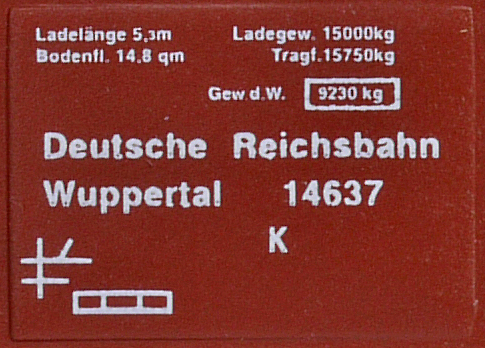 Ladelänge 5,3m Ladegew. 15000kg
Bodenfl. 14,8 qm Tragf.15750kg
Gew d.W. 9230 kg
Deutsche Reichsbahn
Wuppertal 14637
K